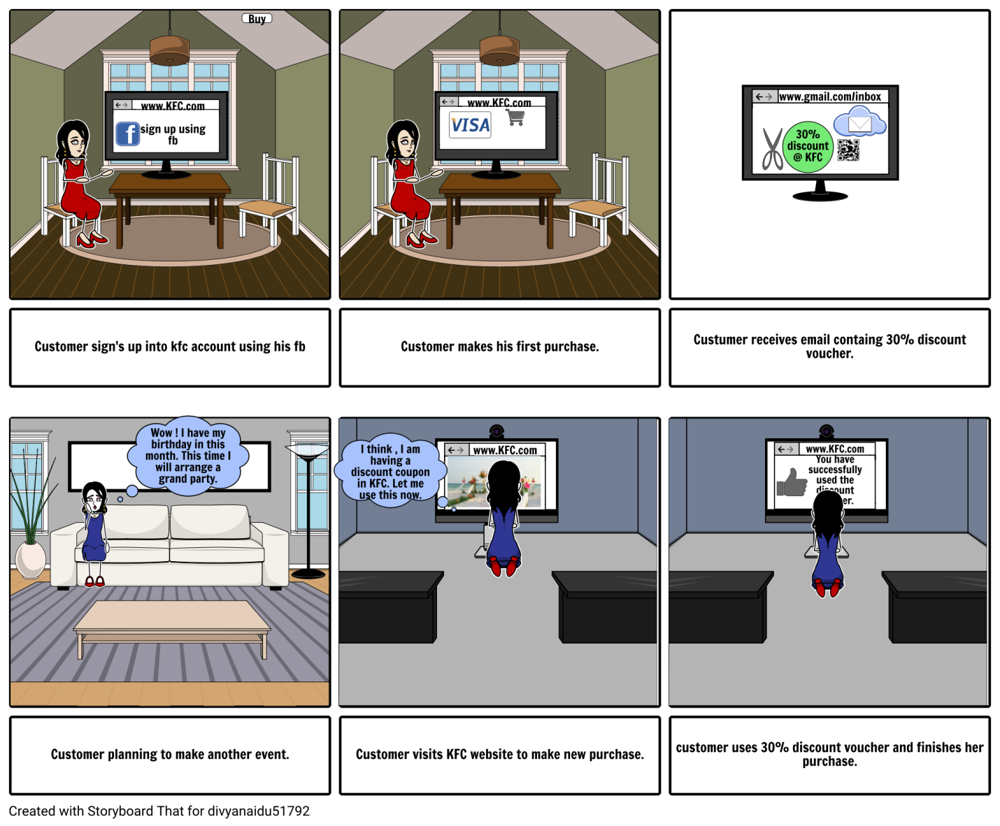 Buy
www.KFC.com
f
sign up using
fb
www.KFC.com
VISA
www.gmail.com/inbox
30%
discount
@ KFC
Customer sign's up into kfc account using his fb
Customer makes his first purchase.
Custumer receives email containg 30% discount
voucher.
Wow ! I have my
birthday in this
month. This time I
will arrange a
grand party.
I think , I am
having a
discount coupon
in KFC. Let me
use this now.
www.KFC.com
www.KFC.com
You have
successfully
used the
discount
er.
Customer planning to make another event.
Customer visits KFC website to make new purchase.
customer uses 30% discount voucher and finishes her
purchase.
Created with Storyboard That for divyanaidu51792